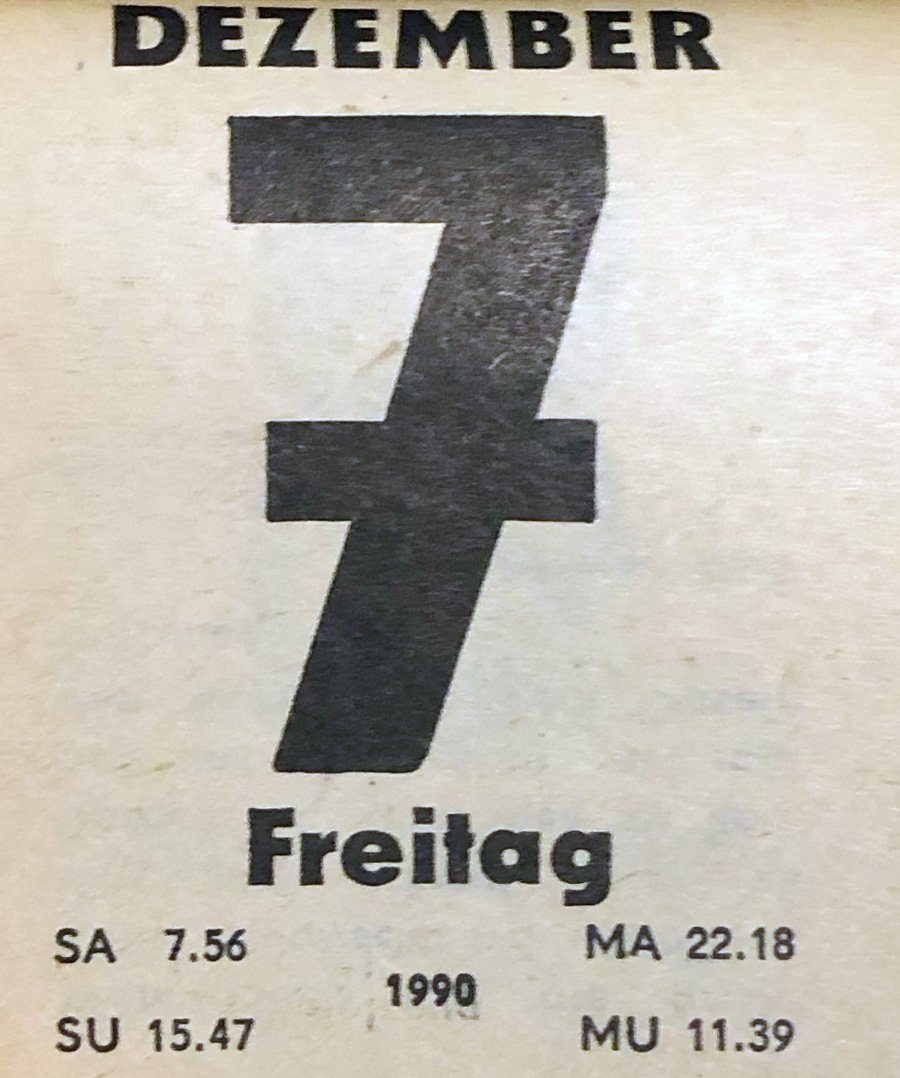 DEZEMBER
7
Freitag
SA 7.56 MA 22.18
1990
SU 15.47 MU 11.39